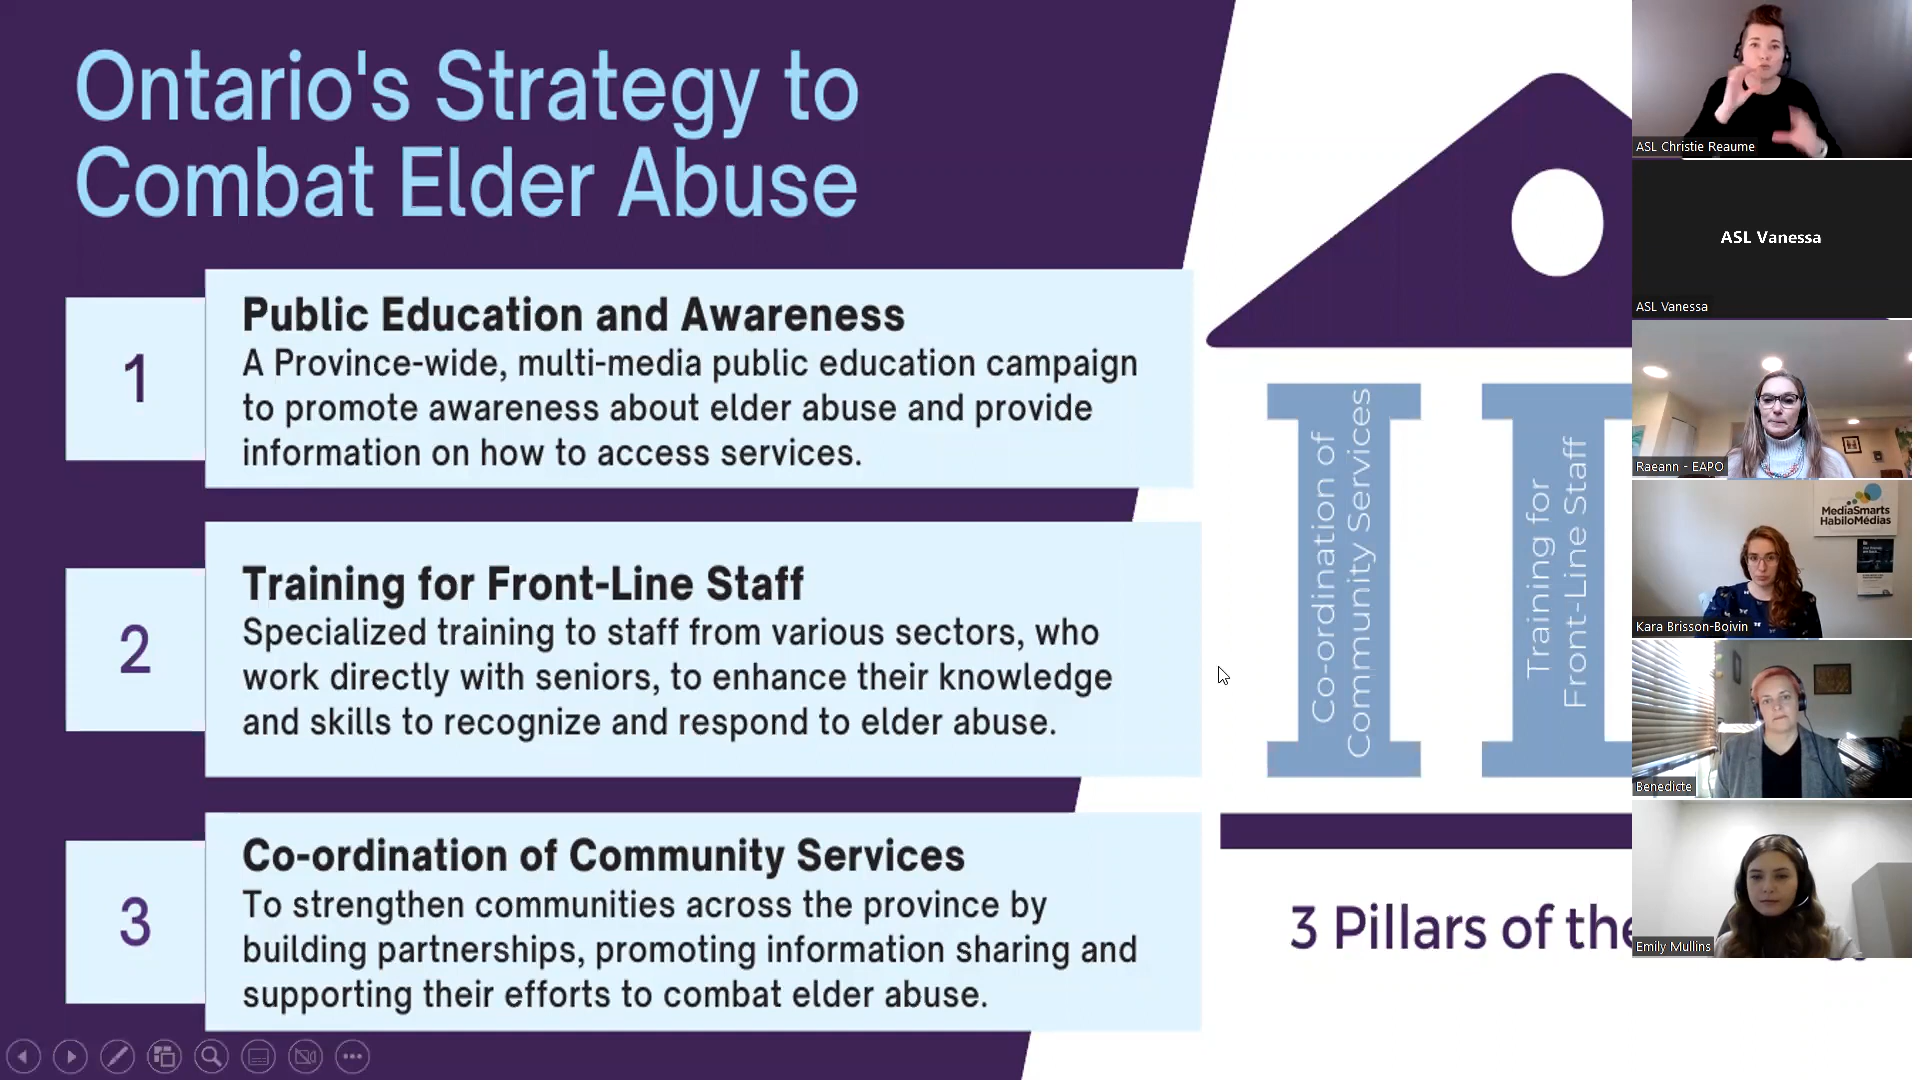 Ontario's Strategy to
Combat Elder Abuse
1
Public Education and Awareness
A Province-wide, multi-media public education campaign
to promote awareness about elder abuse and provide
information on how to access services.
2
Training for Front-Line Staff
Specialized training to staff from various sectors, who
work directly with seniors, to enhance their knowledge
and skills to recognize and respond to elder abuse.
3
Co-ordination of Community Services
To strengthen communities across the province by
building partnerships, promoting information sharing and
supporting their efforts to combat elder abuse.
Co-ordination of
Community Services
Training for
Front-Line Staff
3 Pillars of the
ASL Christie Reaume
ASL Vanessa
ASL Vanessa
Raeann - EAPO
MediaSmarts
HabiloMédias
Kara Brisson-Boivin
Benedicte
Emily Mullins